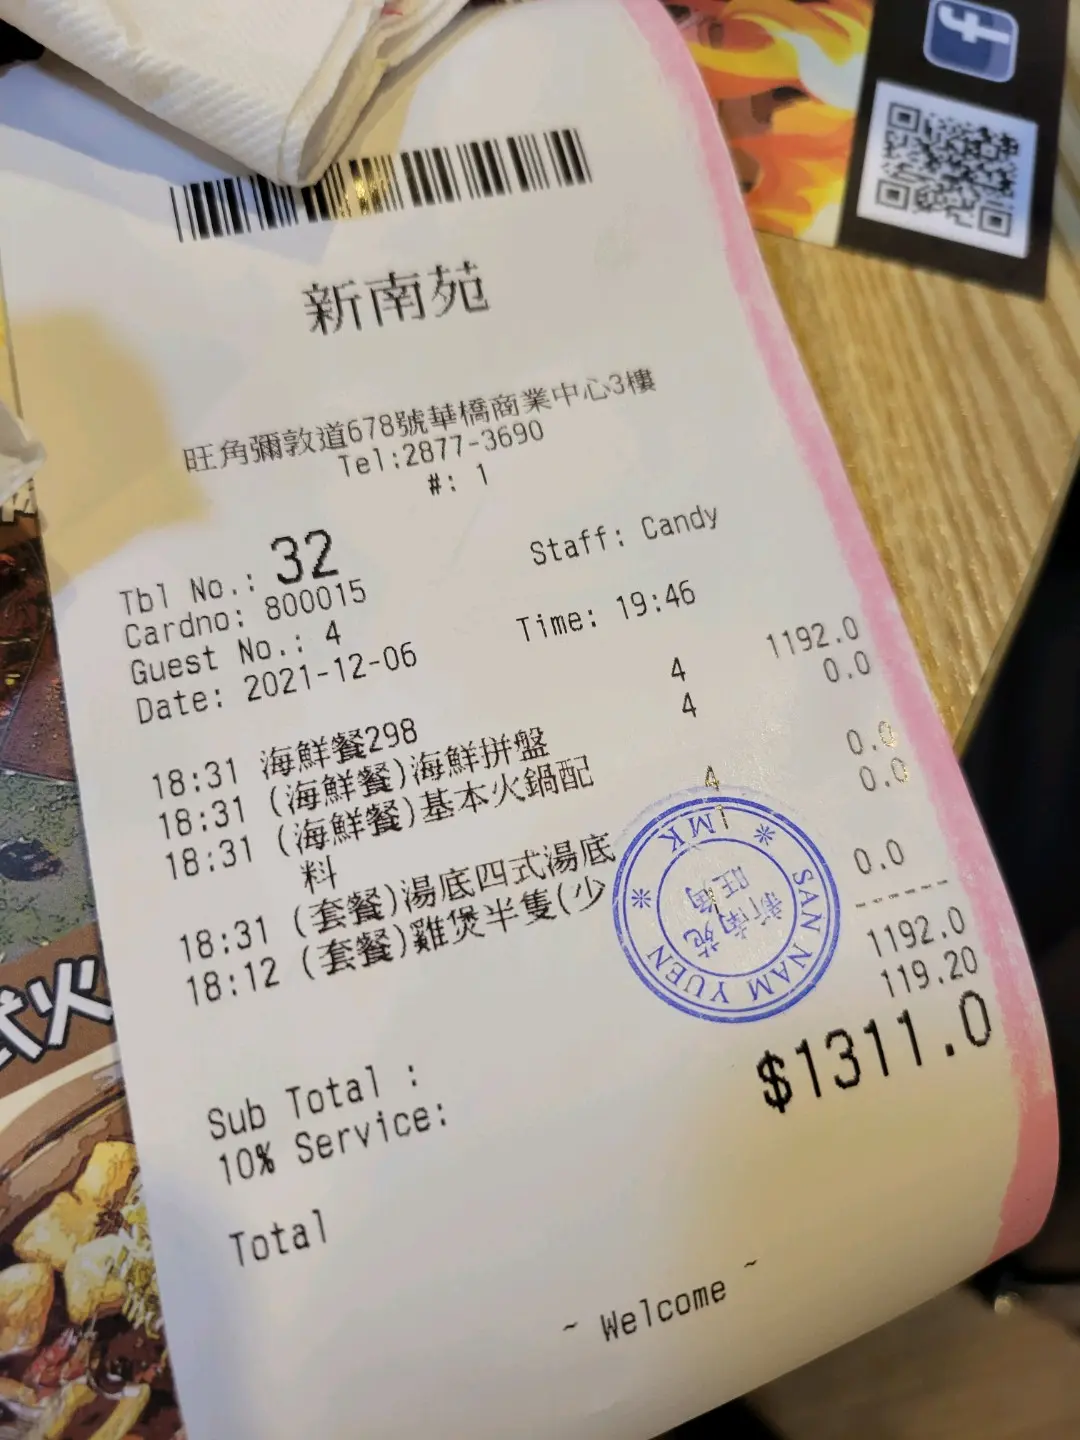 新南苑
旺角彌敦道678號華僑商業中心3樓
Tel:2877-3690
#: 1
Tbl No.: 32
Staff: Candy
Cardno: 800015
Guest No.: 4
Date: 2021-12-06
Time: 19:46
18:31 海鮮餐298 4 1192.0
18:31 (海鮮餐)海鮮拼盤 4 0.0
18:31 (海鮮餐)基本火鍋配
料 4 0.0
18:31 (套餐)湯底四式湯底 1 0.0
18:12 (套餐)雞煲半隻(少 0.0
Sub Total : 1192.0
10% Service: 119.20
Total $1311.0
~ Welcome ~
SAN NAM YUEN
新南苑
旺角
式火